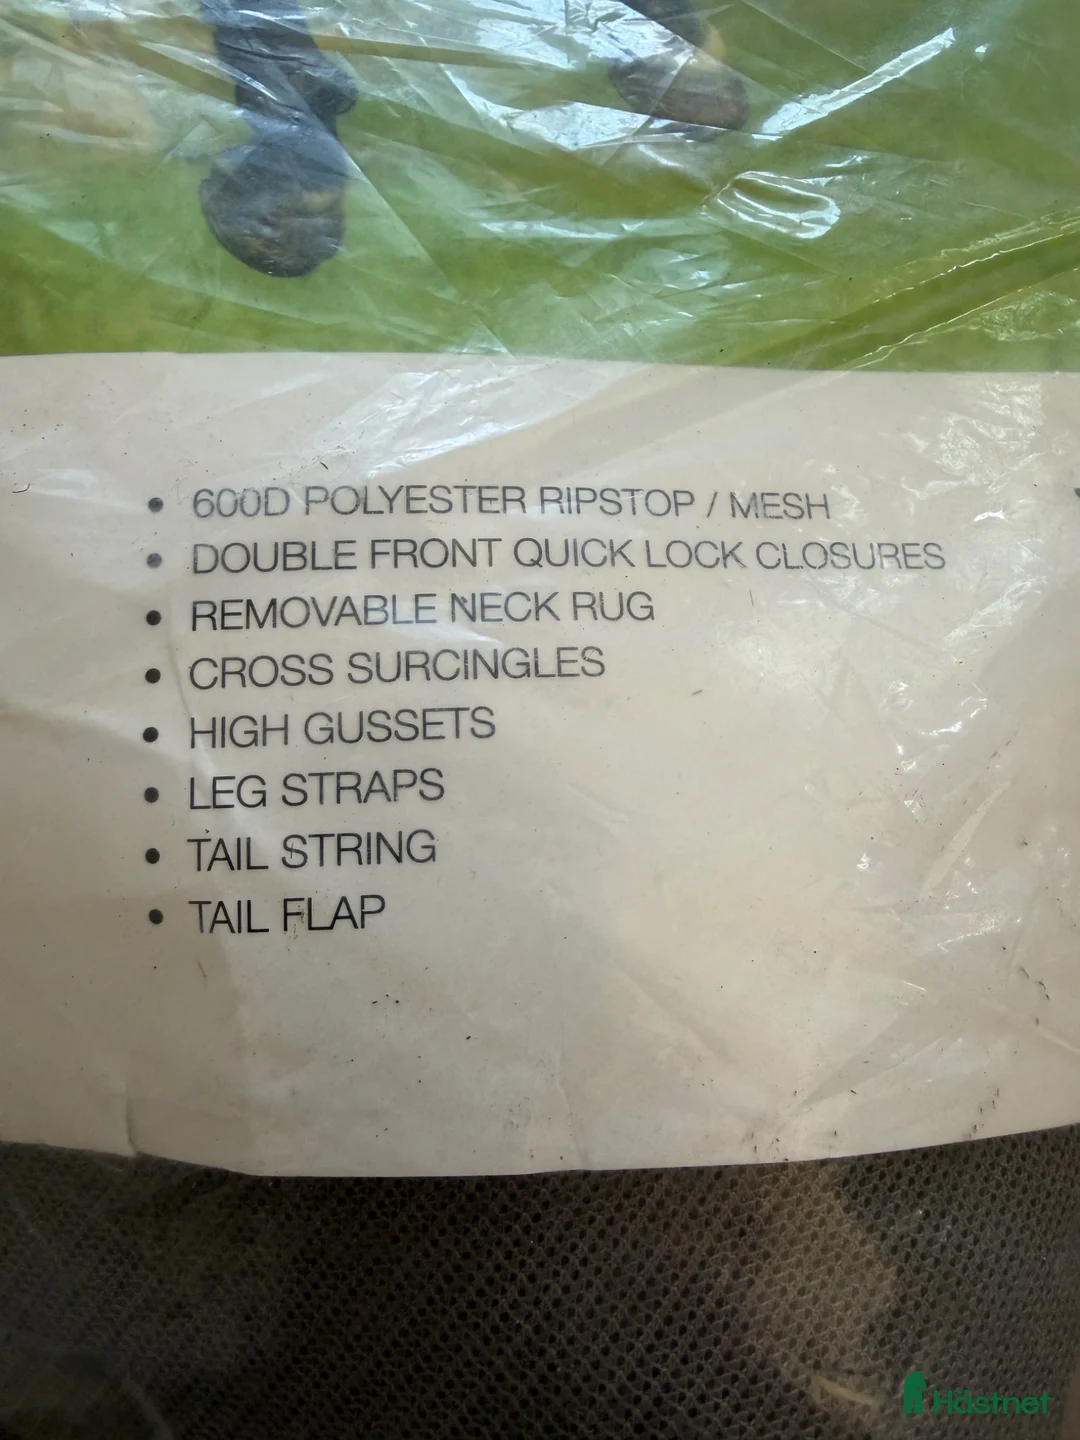 • 600D POLYESTER RIPSTOP / MESH
• DOUBLE FRONT QUICK LOCK CLOSURES
• REMOVABLE NECK RUG
• CROSS SURCINGLES
• HIGH GUSSETS
• LEG STRAPS
• TAIL STRING
• TAIL FLAP
Hästnet